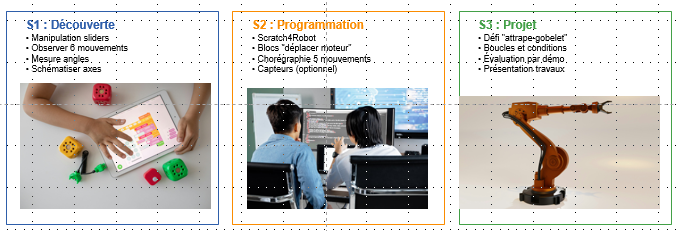 S1 : Découverte
• Manipulation sliders
• Observer 6 mouvements
• Mesure angles
• Schématiser axes
S2 : Programmation
• Scratch4Robot
• Blocs "déplacer moteur"
• Chorégraphie 5 mouvements
• Capteurs (optionnel)
S3 : Projet
• Défi "attrape-gobelet"
• Boucles et conditions
• Évaluation par démo
• Présentation travaux